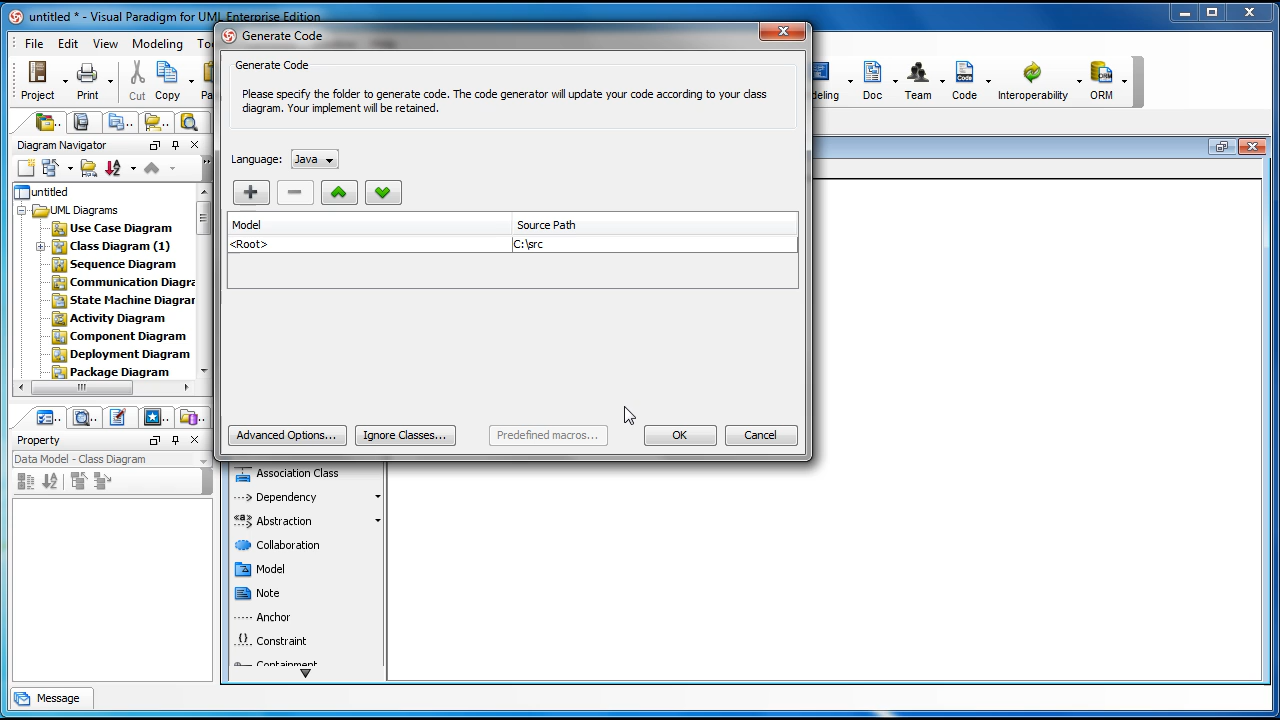 untitled * - Visual Paradigm for UML Enterprise Edition
Generate Code
File Edit View Modeling
Project Print Cut Copy
Doc Team Code Interoperability ORM
Generate Code
Please specify the folder to generate code. The code generator will update your code according to your class
diagram. Your implement will be retained.
Language: Java
Model Source Path
<Root> C:\src
Advanced Options... Ignore Classes... Predefined macros... OK Cancel
Diagram Navigator
untitled
UML Diagrams
Use Case Diagram
Class Diagram (1)
Sequence Diagram
Communication Diagra
State Machine Diagrar
Activity Diagram
Component Diagram
Deployment Diagram
Package Diagram
Property
Data Model - Class Diagram
Association Class
Dependency
Abstraction
Collaboration
Model
Note
Anchor
Constraint
Containment
Message